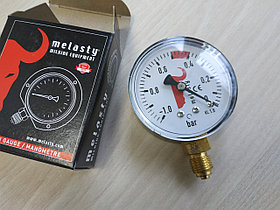 melasty
MILKING EQUIPMENT
GAUGE / MANOMETRE
www.melasty.com
0.6
0.4
0.2
0.8
0
-1.0
bar